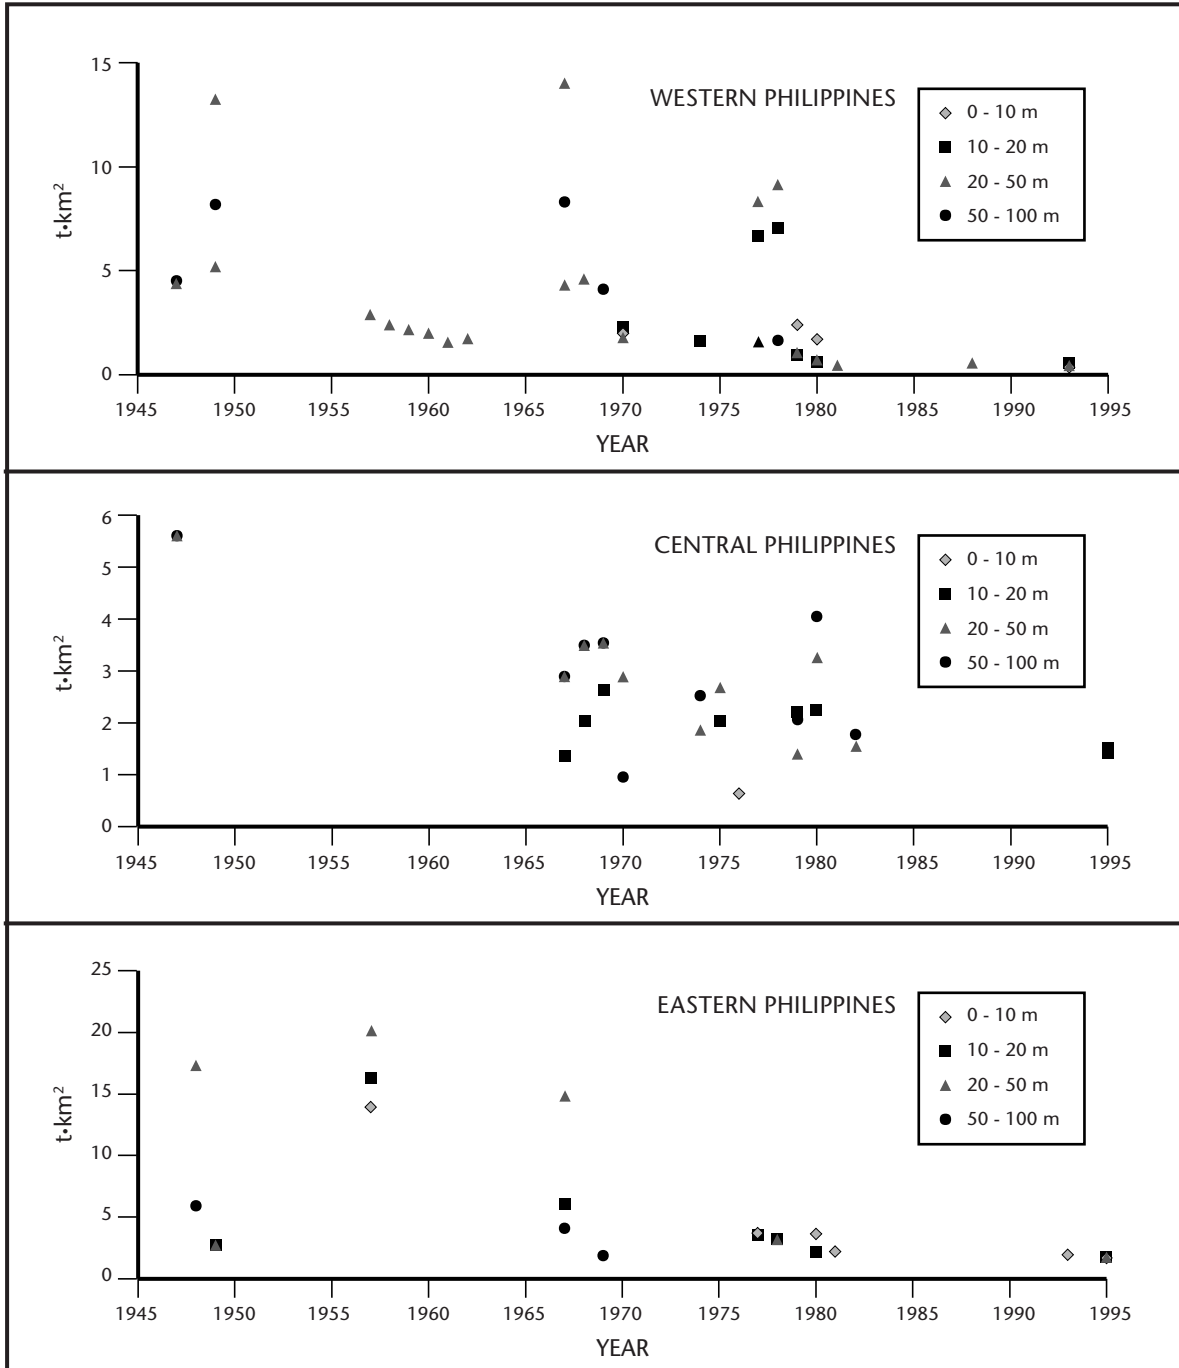 15
WESTERN PHILIPPINES
0 - 10 m
10 - 20 m
10
20 - 50 m
t•km²
50 - 100 m
5
0
1945 1950 1955 1960 1965 1970 1975 1980 1985 1990 1995
YEAR
6
CENTRAL PHILIPPINES
0 - 10 m
5
10 - 20 m
4
20 - 50 m
t•km²
50 - 100 m
3
2
1
0
1945 1950 1955 1960 1965 1970 1975 1980 1985 1990 1995
YEAR
25
EASTERN PHILIPPINES
0 - 10 m
20
10 - 20 m
20 - 50 m
15
t•km²
50 - 100 m
10
5
0
1945 1950 1955 1960 1965 1970 1975 1980 1985 1990 1995
YEAR